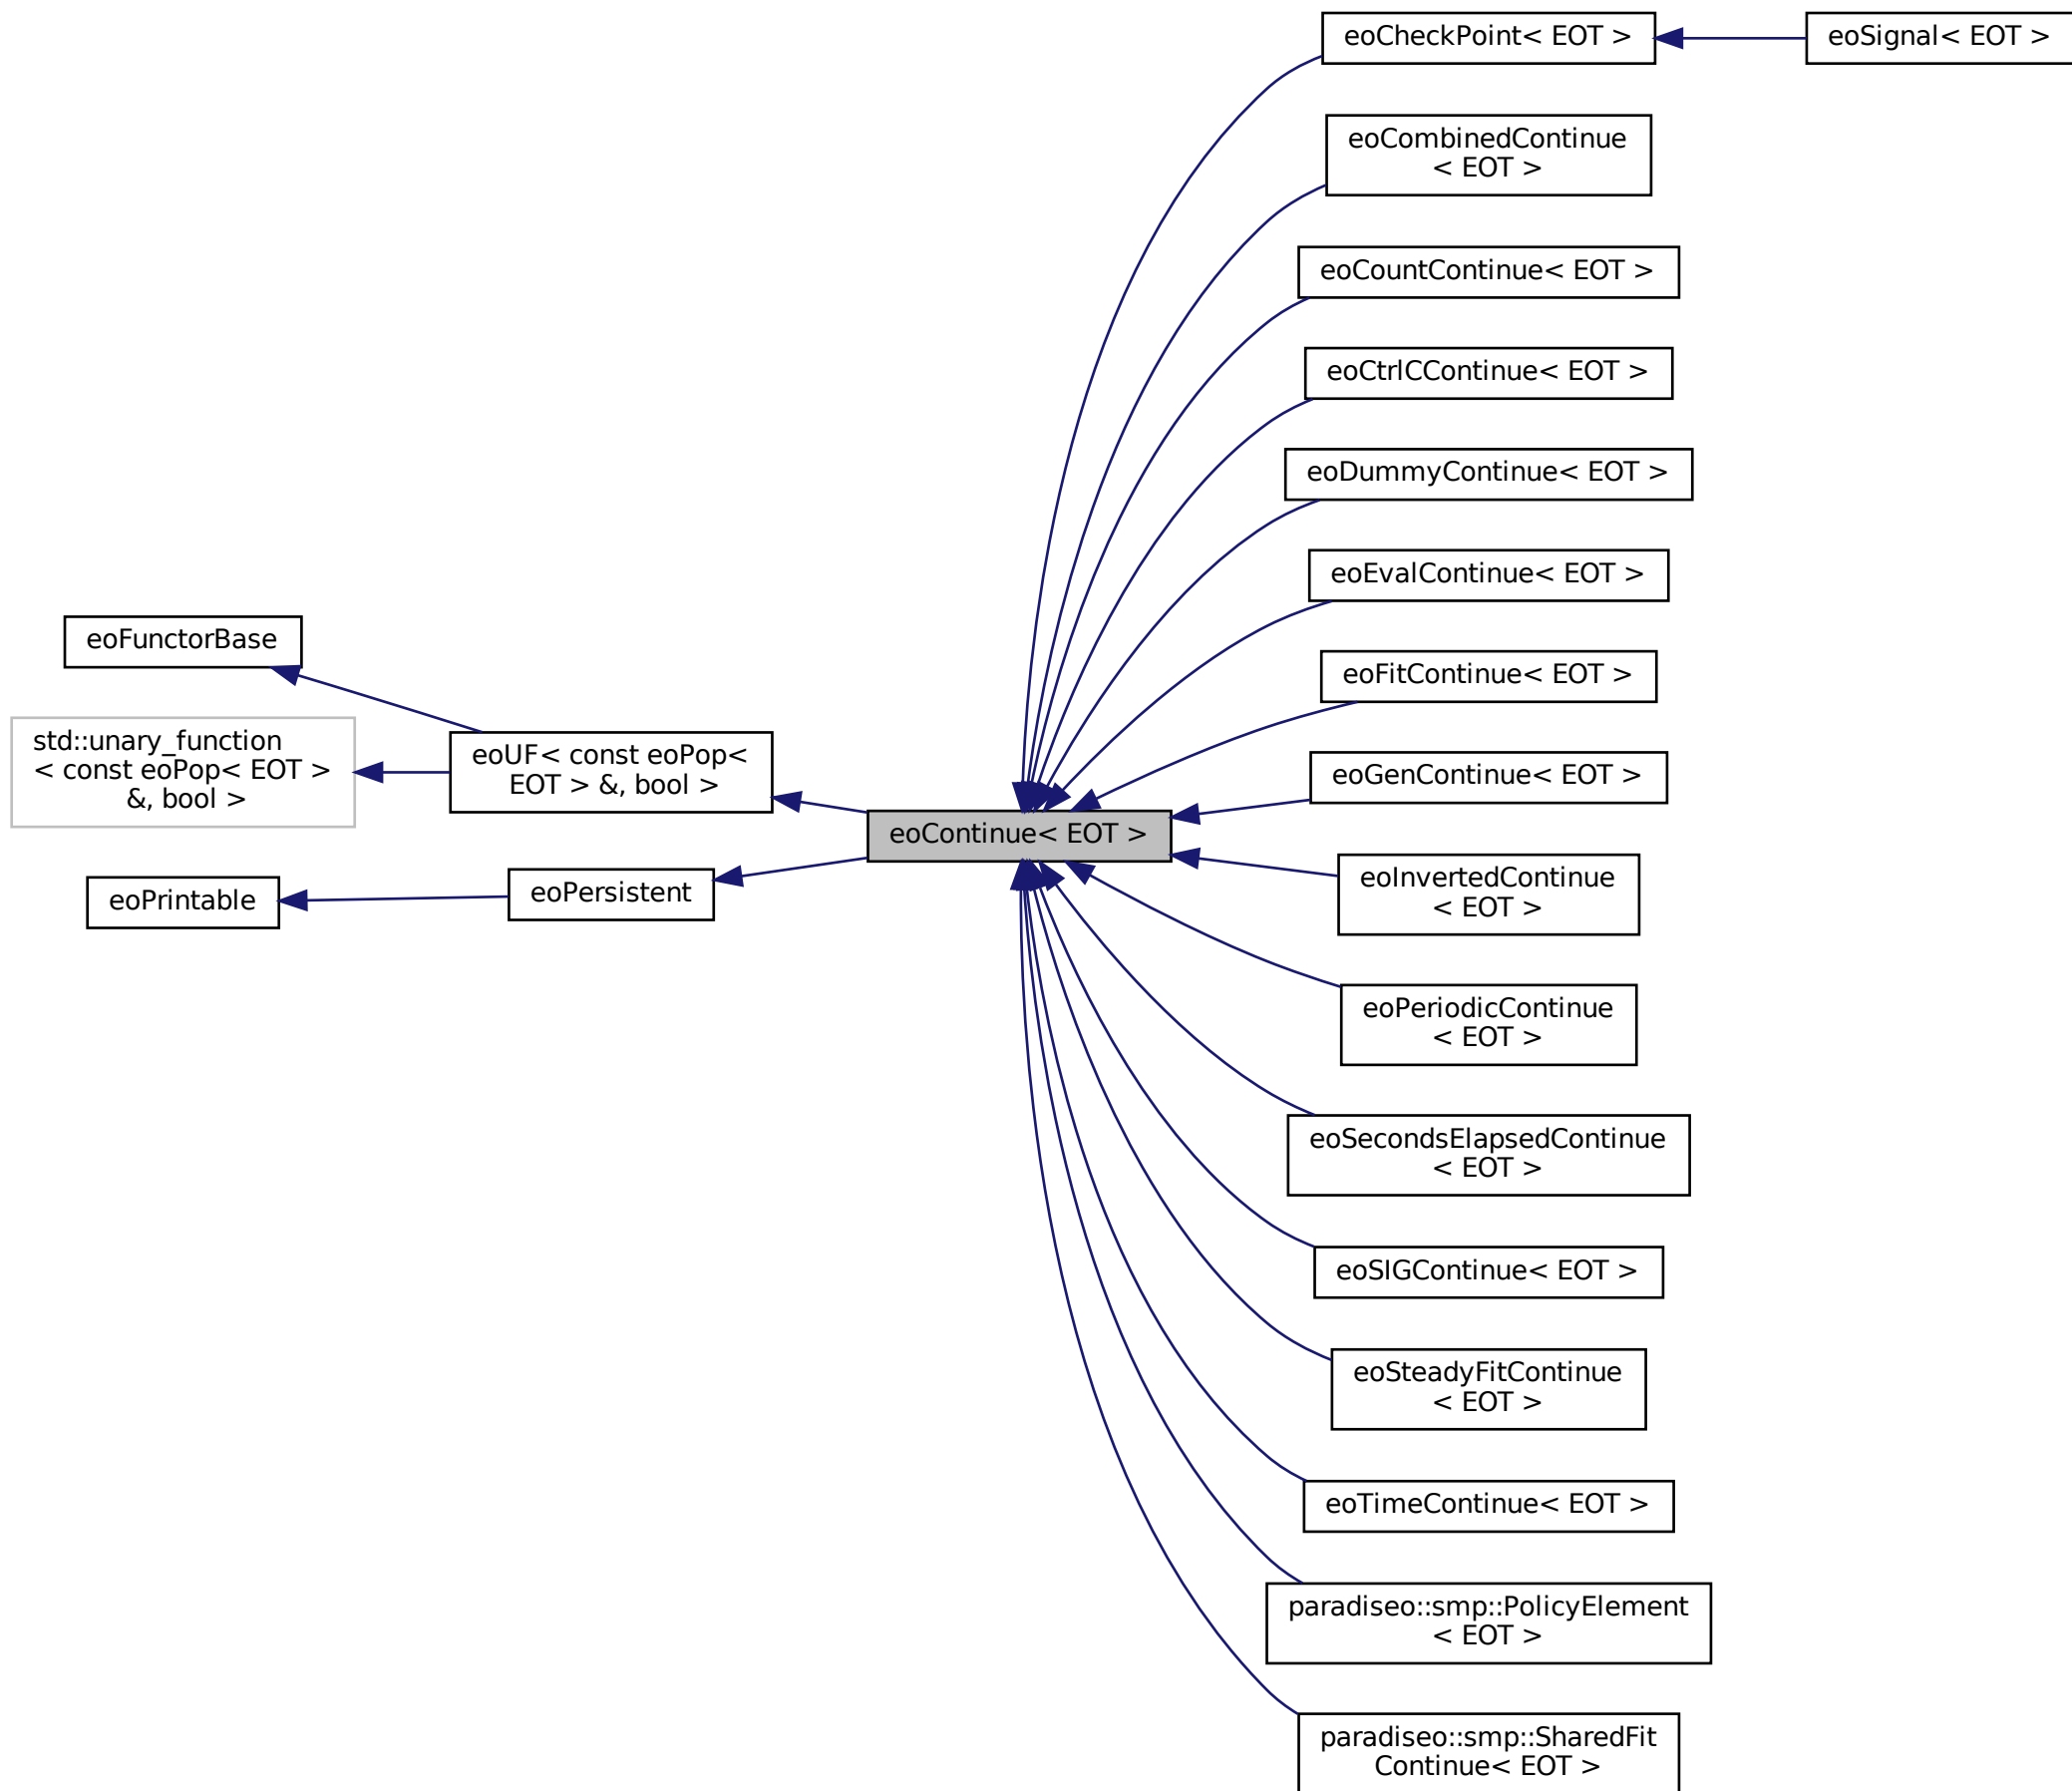 eoFunctorBase
std::unary_function
< const eoPop< EOT >
&, bool >
eoPrintable
eoUF< const eoPop<
EOT > &, bool >
eoPersistent
eoContinue< EOT >
eoCheckPoint< EOT >
eoSignal< EOT >
eoCombinedContinue
< EOT >
eoCountContinue< EOT >
eoCtrlCContinue< EOT >
eoDummyContinue< EOT >
eoEvalContinue< EOT >
eoFitContinue< EOT >
eoGenContinue< EOT >
eoInvertedContinue
< EOT >
eoPeriodicContinue
< EOT >
eoSecondsElapsedContinue
< EOT >
eoSIGContinue< EOT >
eoSteadyFitContinue
< EOT >
eoTimeContinue< EOT >
paradiseo::smp::PolicyElement
< EOT >
paradiseo::smp::SharedFit
Continue< EOT >